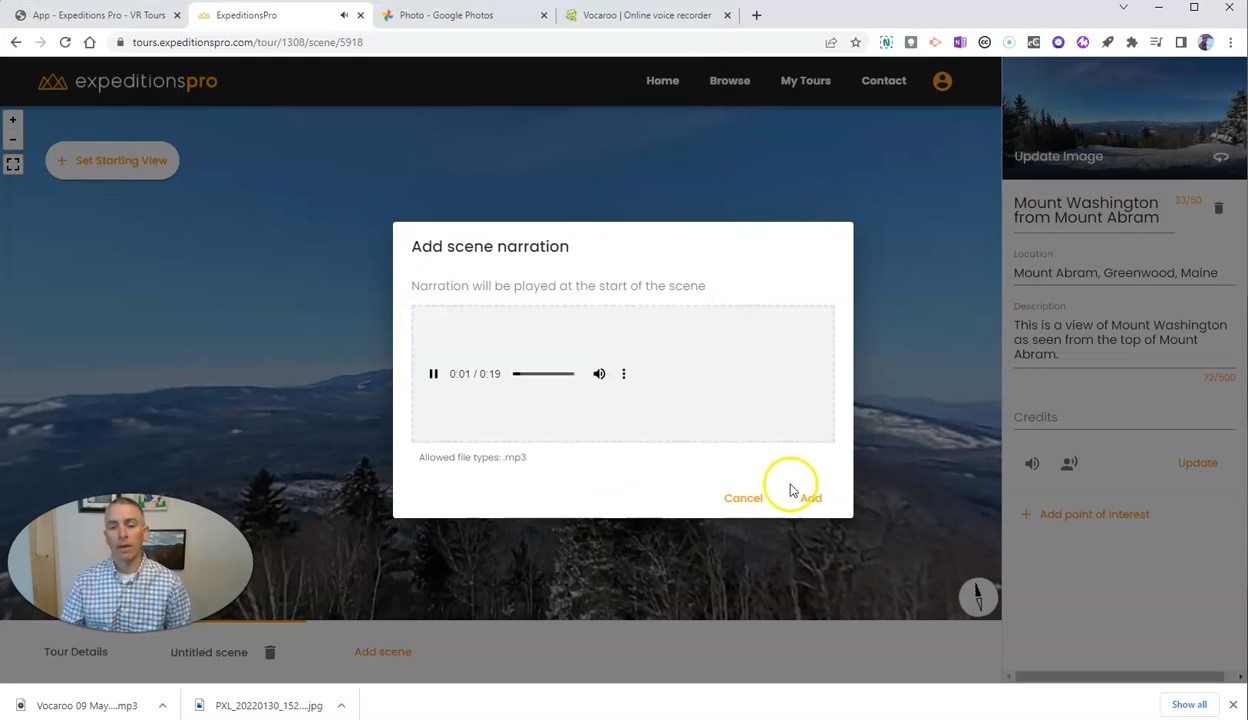 App - Expeditions Pro - VR Tours
ExpeditionsPro
Photo - Google Photos
Vocaroo | Online voice recorder
tours.expeditionspro.com/tour/1308/scene/5918
expeditionspro
Home
Browse
My Tours
Contact
+ Set Starting View
Update Image
Mount Washington
from Mount Abram
33/50
Location
Mount Abram, Greenwood, Maine
Description
This is a view of Mount Washington
as seen from the top of Mount
Abram.
72/500
Credits
Update
+ Add point of interest
Add scene narration
Narration will be played at the start of the scene
0:01 / 0:19
Allowed file types: .mp3
Cancel
Add
Tour Details
Untitled scene
Add scene
Vocaroo 09 May....mp3
PXL_20220130_152....jpg
Show all